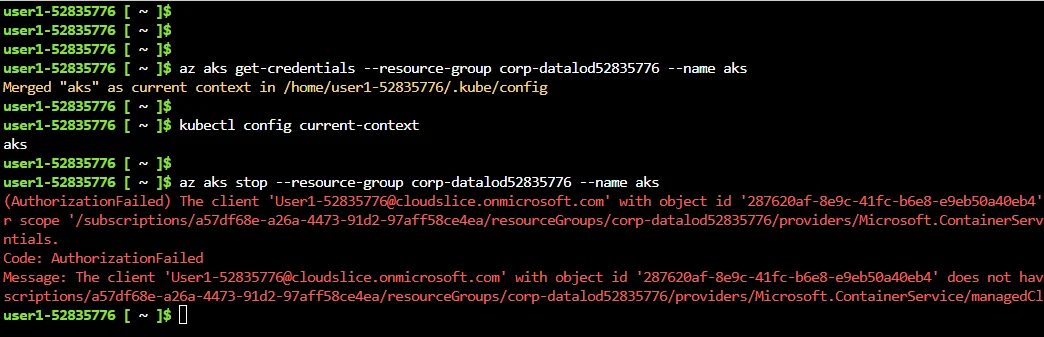 user1-52835776 [ ~ ]$
user1-52835776 [ ~ ]$
user1-52835776 [ ~ ]$
user1-52835776 [ ~ ]$ az aks get-credentials --resource-group corp-datalod52835776 --name aks
Merged "aks" as current context in /home/user1-52835776/.kube/config
user1-52835776 [ ~ ]$
user1-52835776 [ ~ ]$ kubectl config current-context
aks
user1-52835776 [ ~ ]$
user1-52835776 [ ~ ]$ az aks stop --resource-group corp-datalod52835776 --name aks
(AuthorizationFailed) The client 'User1-52835776@cloudslice.onmicrosoft.com' with object id '287620af-8e9c-41fc-b6e8-e9eb50a40eb4'
r scope '/subscriptions/a57df68e-a26a-4473-91d2-97aff58ce4ea/resourceGroups/corp-datalod52835776/providers/Microsoft.ContainerServ
ntials.
Code: AuthorizationFailed
Message: The client 'User1-52835776@cloudslice.onmicrosoft.com' with object id '287620af-8e9c-41fc-b6e8-e9eb50a40eb4' does not hav
scriptions/a57df68e-a26a-4473-91d2-97aff58ce4ea/resourceGroups/corp-datalod52835776/providers/Microsoft.ContainerService/managedCl
user1-52835776 [ ~ ]$